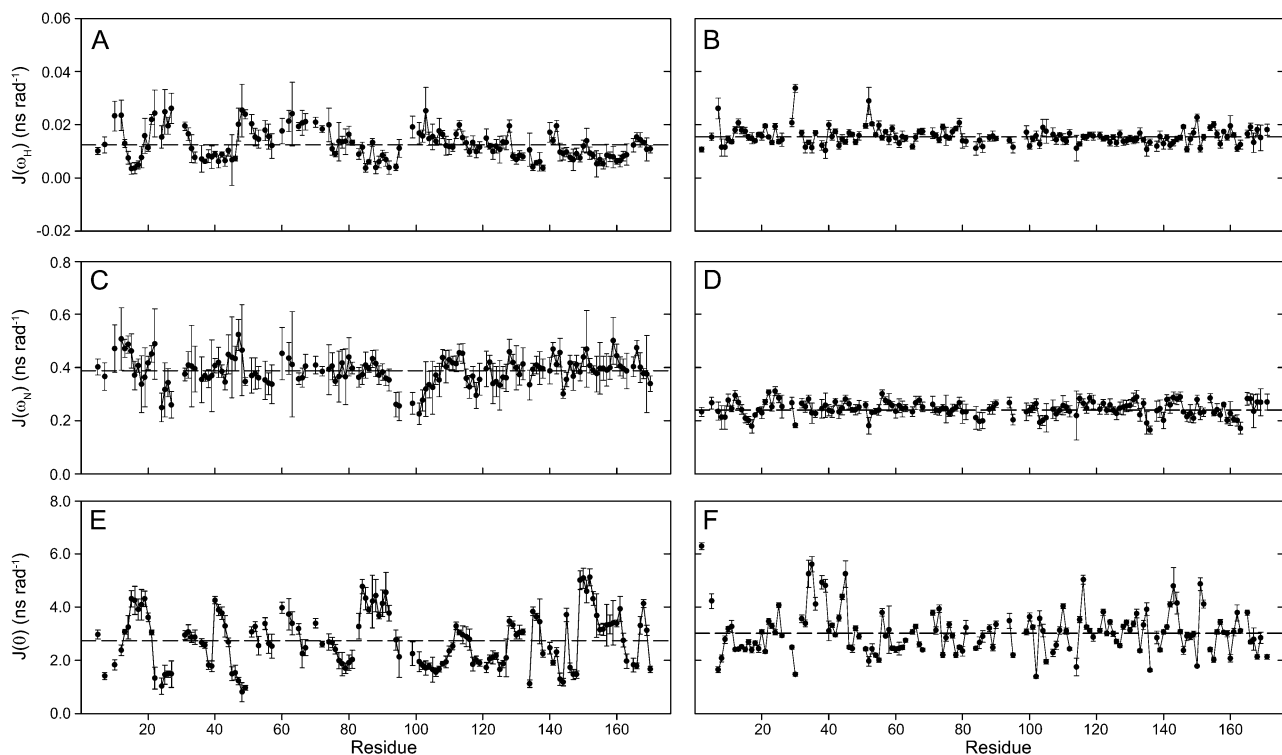 A
B
0.06
0.04
0.02
0.00
-0.02
J(ω_H) (ns rad⁻¹)
C
D
0.8
0.6
0.4
0.2
0.0
J(ω_N) (ns rad⁻¹)
E
F
8.0
6.0
4.0
2.0
0.0
J(0) (ns rad⁻¹)
20 40 60 80 100 120 140 160
20 40 60 80 100 120 140 160
Residue
Residue